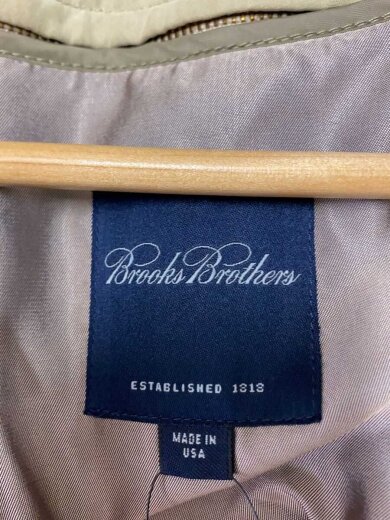 Brooks Brothers
ESTABLISHED 1818
MADE IN
USA